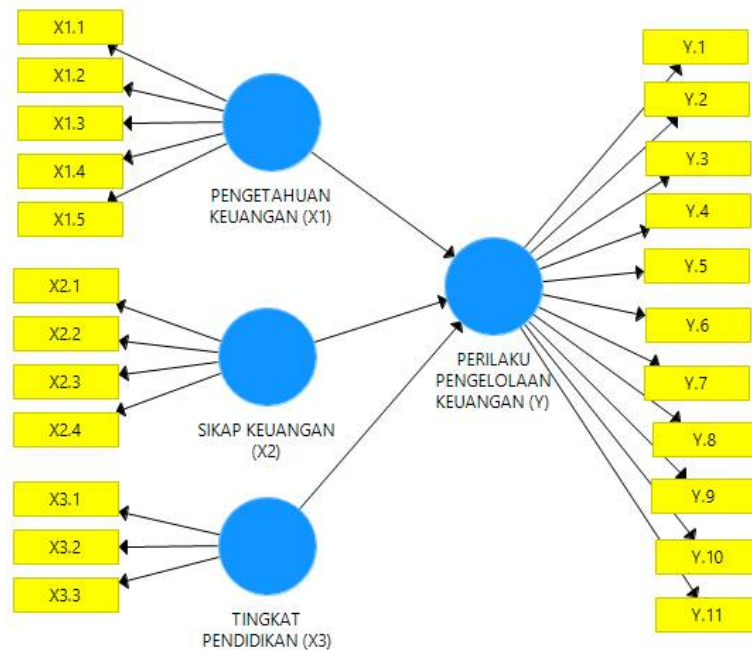 X1.1
X1.2
X1.3
X1.4
X1.5
PENGETAHUAN
KEUANGAN (X1)
X2.1
X2.2
X2.3
X2.4
SIKAP KEUANGAN
(X2)
X3.1
X3.2
X3.3
TINGKAT
PENDIDIKAN (X3)
PERILAKU
PENGELOLAAN
KEUANGAN (Y)
Y.1
Y.2
Y.3
Y.4
Y.5
Y.6
Y.7
Y.8
Y.9
Y.10
Y.11